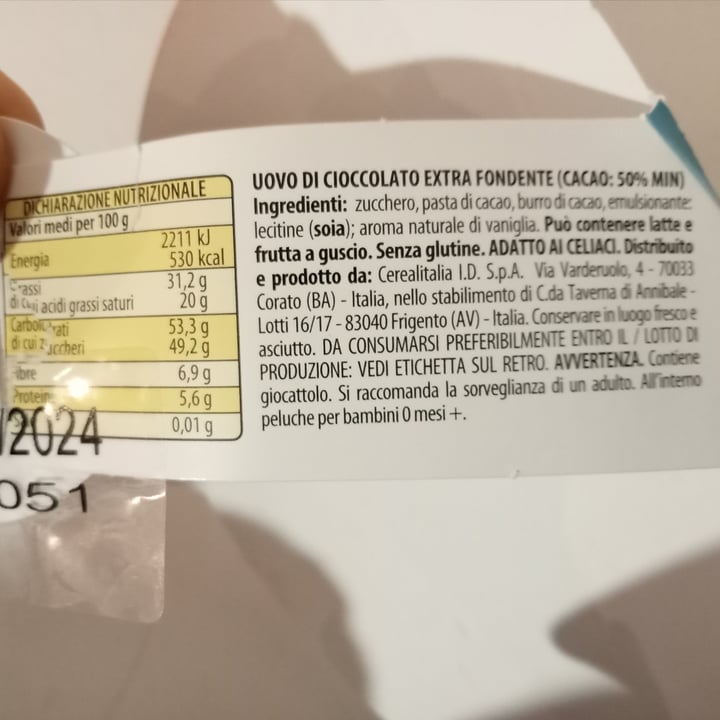 DICHIARAZIONE NUTRIZIONALE
Valori medi per 100 g
Energia 2211 kJ
530 kcal
31,2 g
acidi grassi saturi 20 g
53,3 g
di cui 49,2 g
6,9 g
5,6 g
0,01 g
2024
051
UOVO DI CIOCCOLATO EXTRA FONDENTE (CACAO: 50% MIN)
Ingredienti: zucchero, pasta di cacao, burro di cacao, emulsionante:
lecitine (soia); aroma naturale di vaniglia. Può contenere latte e
frutta a guscio. Senza glutine. ADATTO AI CELIACI. Distribuito
e prodotto da: Cerealitalia I.D. S.p.A. Via Varderuolo, 4 - 70033
Corato (BA) - Italia, nello stabilimento di C.da Taverna di Annibale -
Lotti 16/17 - 83040 Frigento (AV) - Italia. Conservare in luogo fresco e
asciutto. DA CONSUMARSI PREFERIBILMENTE ENTRO IL / LOTTO DI
PRODUZIONE: VEDI ETICHETTA SUL RETRO. AVVERTENZA. Contiene
giocattolo. Si raccomanda la sorveglianza di un adulto. All'interno
peluche per bambini 0 mesi +.